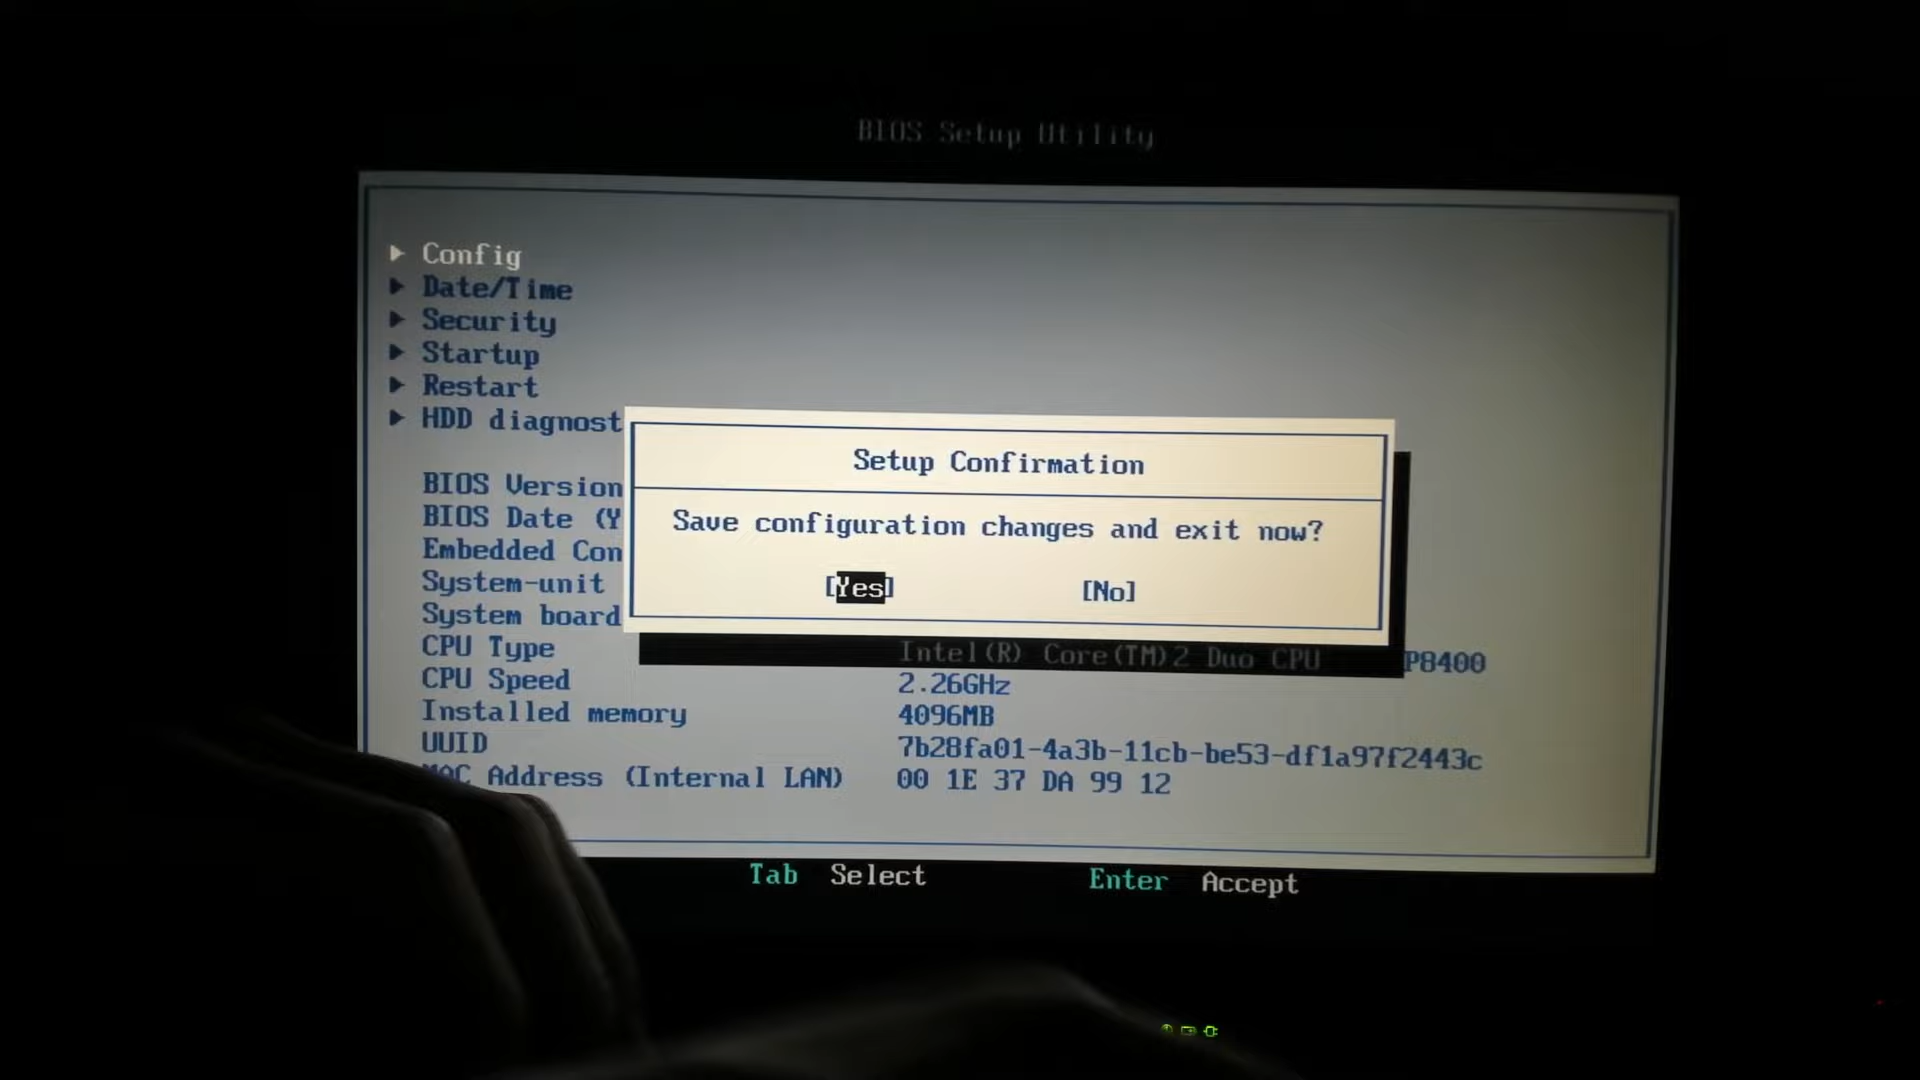 BIOS Setup Utility
Config
Date/Time
Security
Startup
Restart
HDD diagnost
Setup Confirmation
Save configuration changes and exit now?
[Yes] [No]
BIOS Version
BIOS Date (Y
Embedded Con
System-unit
System board
CPU Type Intel(R) Core(TM)2 Duo CPU P8400
CPU Speed 2.26GHz
Installed memory 4096MB
UUID 7b28fa01-4a3b-11cb-be53-df1a97f2443c
MAC Address (Internal LAN) 00 1E 37 DA 99 12
Tab Select Enter Accept